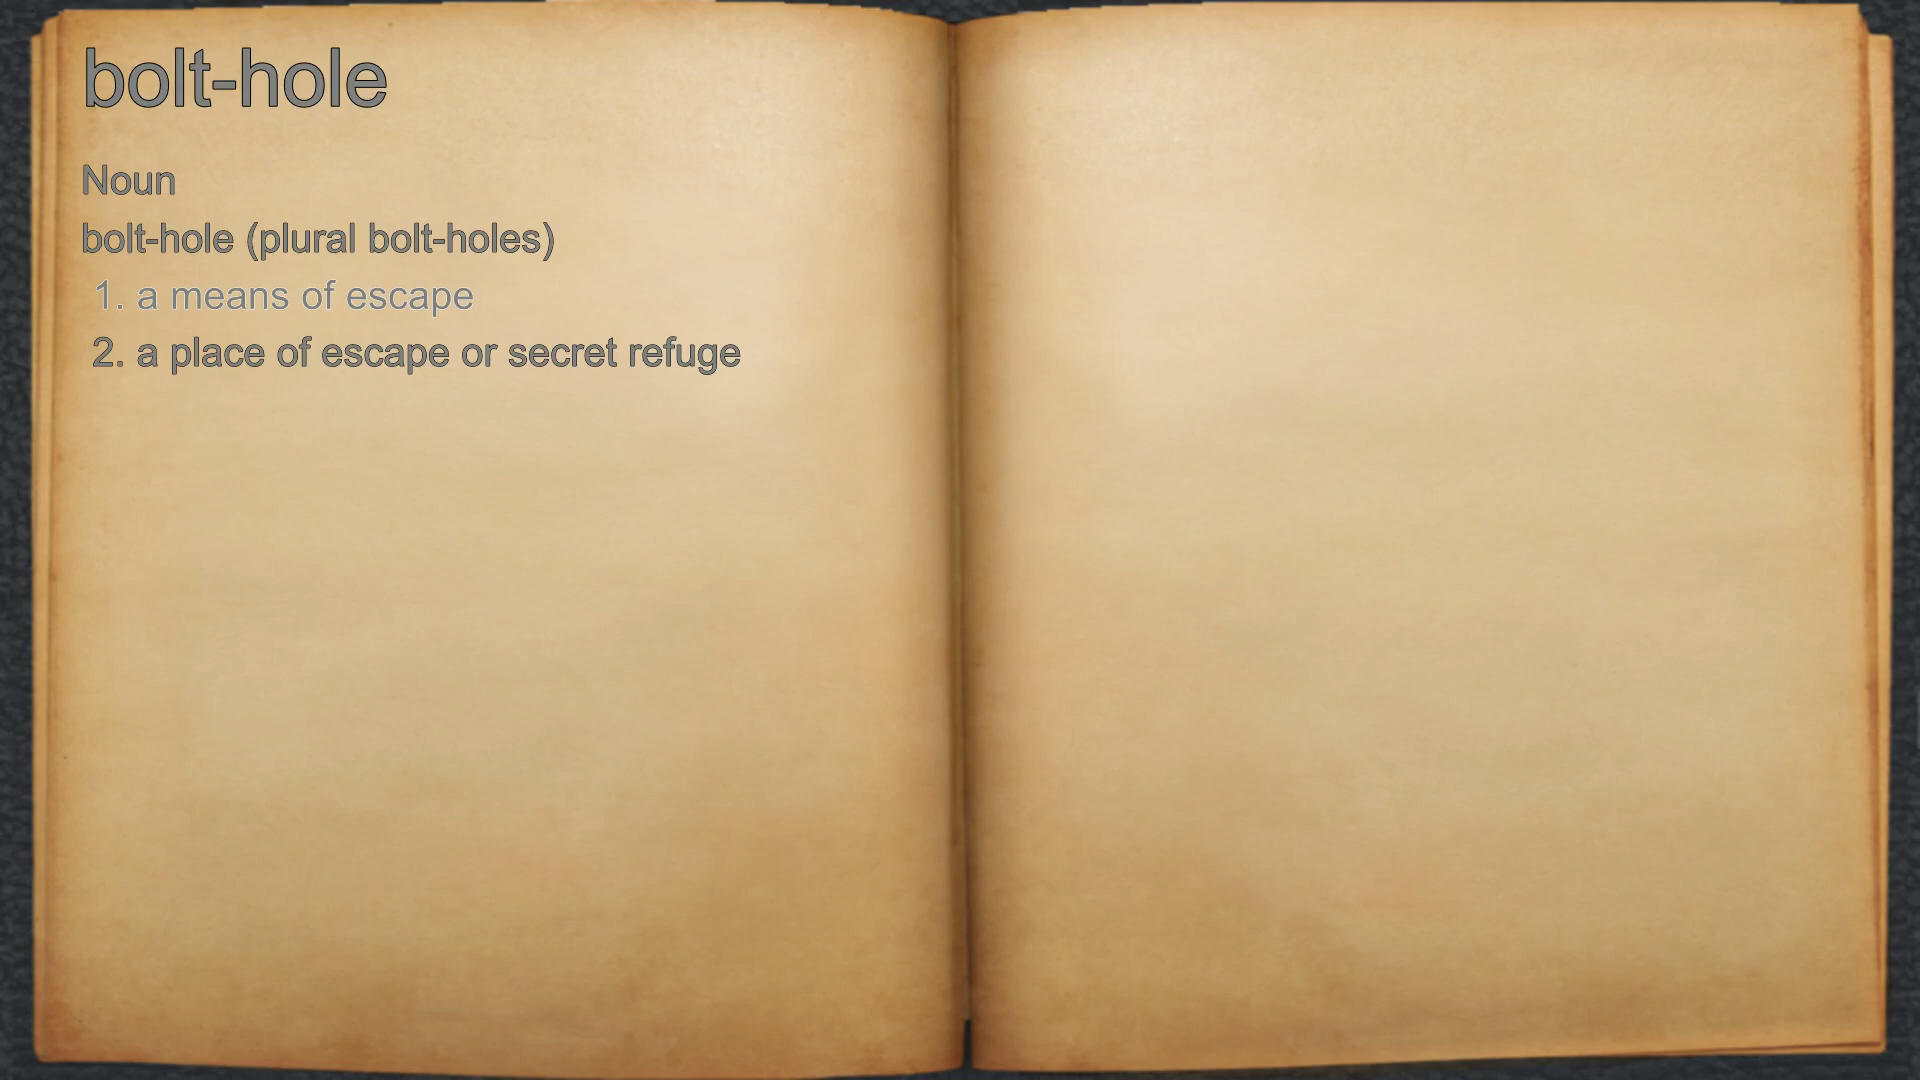 bolt-hole
Noun
bolt-hole (plural bolt-holes)
1. a means of escape
2. a place of escape or secret refuge